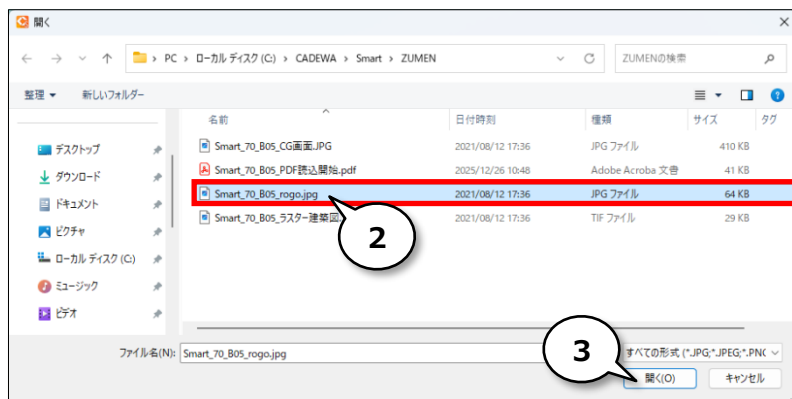 開く
PC › ローカル ディスク (C:) › CADEWA › Smart › ZUMEN
ZUMENの検索
整理 新しいフォルダー
名前 日付時刻 種類 サイズ タグ
デスクトップ
ダウンロード
ドキュメント
ピクチャ
ローカル ディスク (C:)
ミュージック
ビデオ
Smart_70_B05_CG画面.JPG 2021/08/12 17:36 JPG ファイル 410 KB
Smart_70_B05_PDF読込開始.pdf 2025/12/26 10:48 Adobe Acroba 文書 41 KB
Smart_70_B05_rogo.jpg 2021/08/12 17:36 JPG ファイル 64 KB
Smart_70_B05_ラスター建築図. 2021/08/12 17:36 TIF ファイル 29 KB
2
ファイル名(N): Smart_70_B05_rogo.jpg
3
すべての形式 (*.JPG;*.JPEG;*.PN(
開く(O) キャンセル